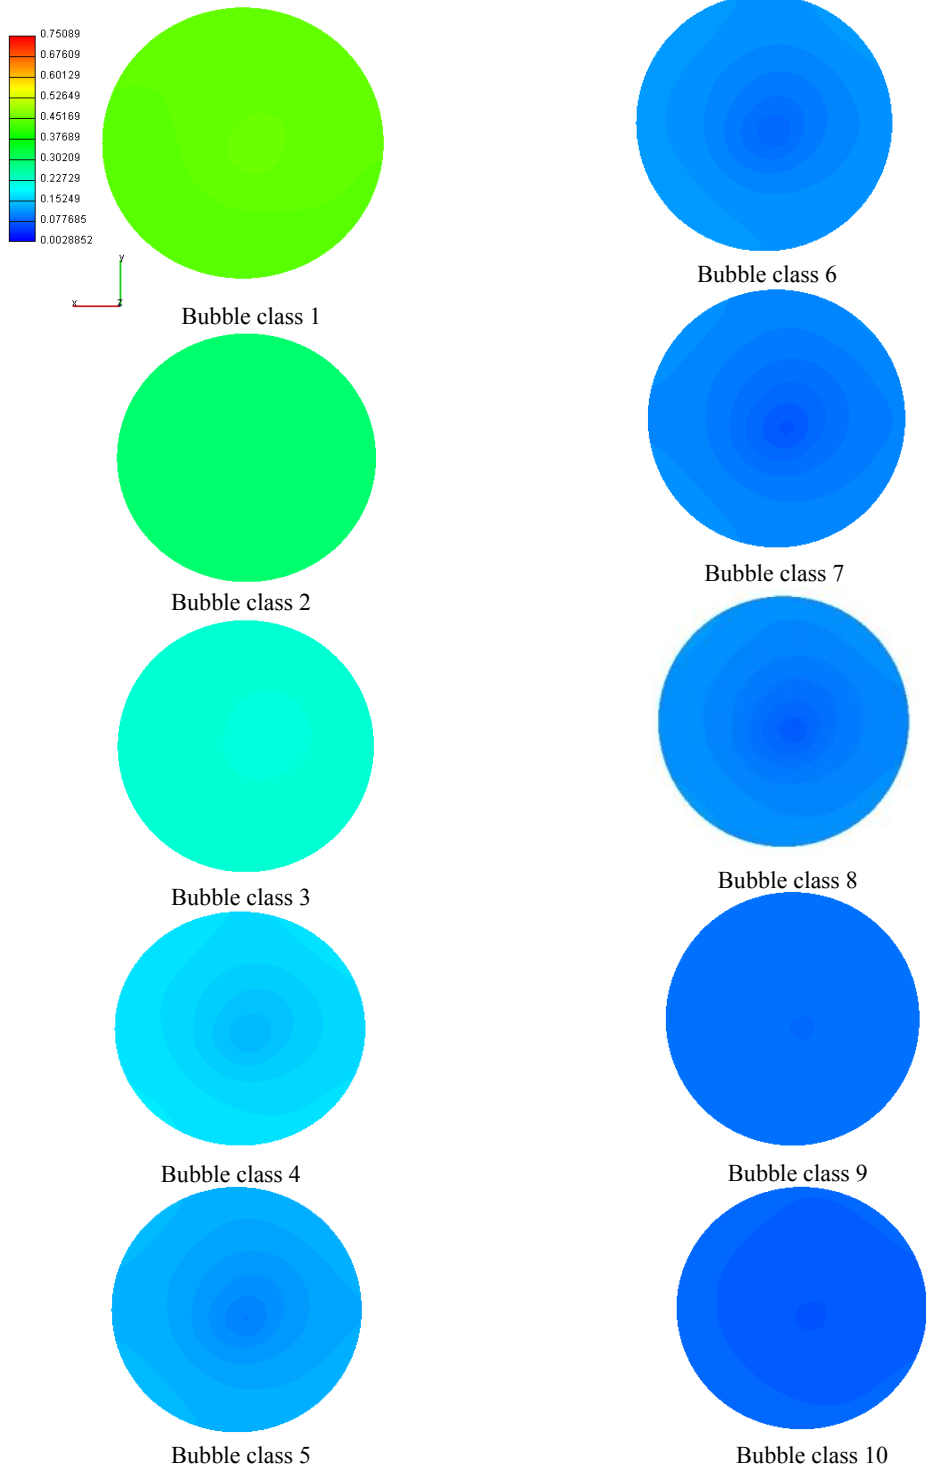 0.75089
0.67609
0.60129
0.52649
0.45169
0.37689
0.30209
0.22729
0.15249
0.077685
0.0028852
y
x
z
Bubble class 1
Bubble class 2
Bubble class 3
Bubble class 4
Bubble class 5
Bubble class 6
Bubble class 7
Bubble class 8
Bubble class 9
Bubble class 10